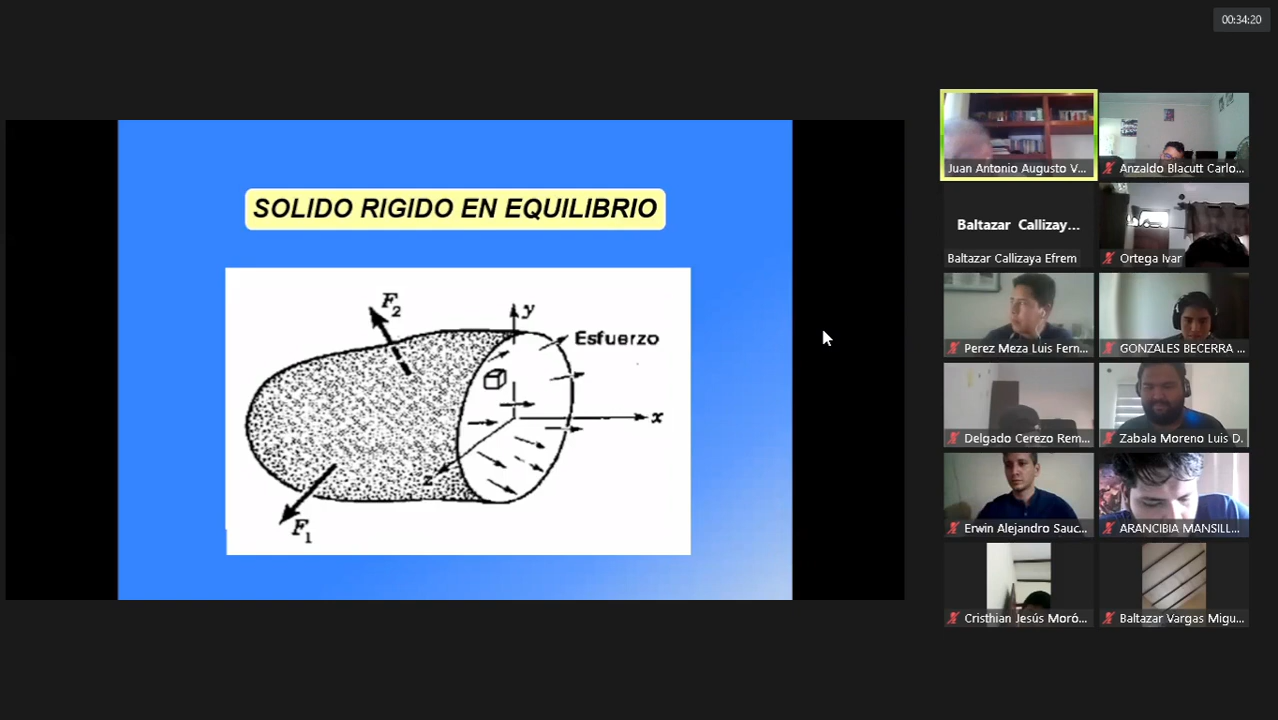 00:34:20
SOLIDO RIGIDO EN EQUILIBRIO
F2
y
Esfuerzo
x
z
F1
Juan Antonio Augusto V...
Anzaldo Blacutt Carlo...
Baltazar Callizay...
Baltazar Callizaya Efrem
Ortega Ivar
Perez Meza Luis Fern...
GONZALES BECERRA ...
Delgado Cerezo Rem...
Zabala Moreno Luis D.
Erwin Alejandro Sauc...
ARANCIBIA MANSILL...
Cristhian Jesús Moró...
Baltazar Vargas Migu...